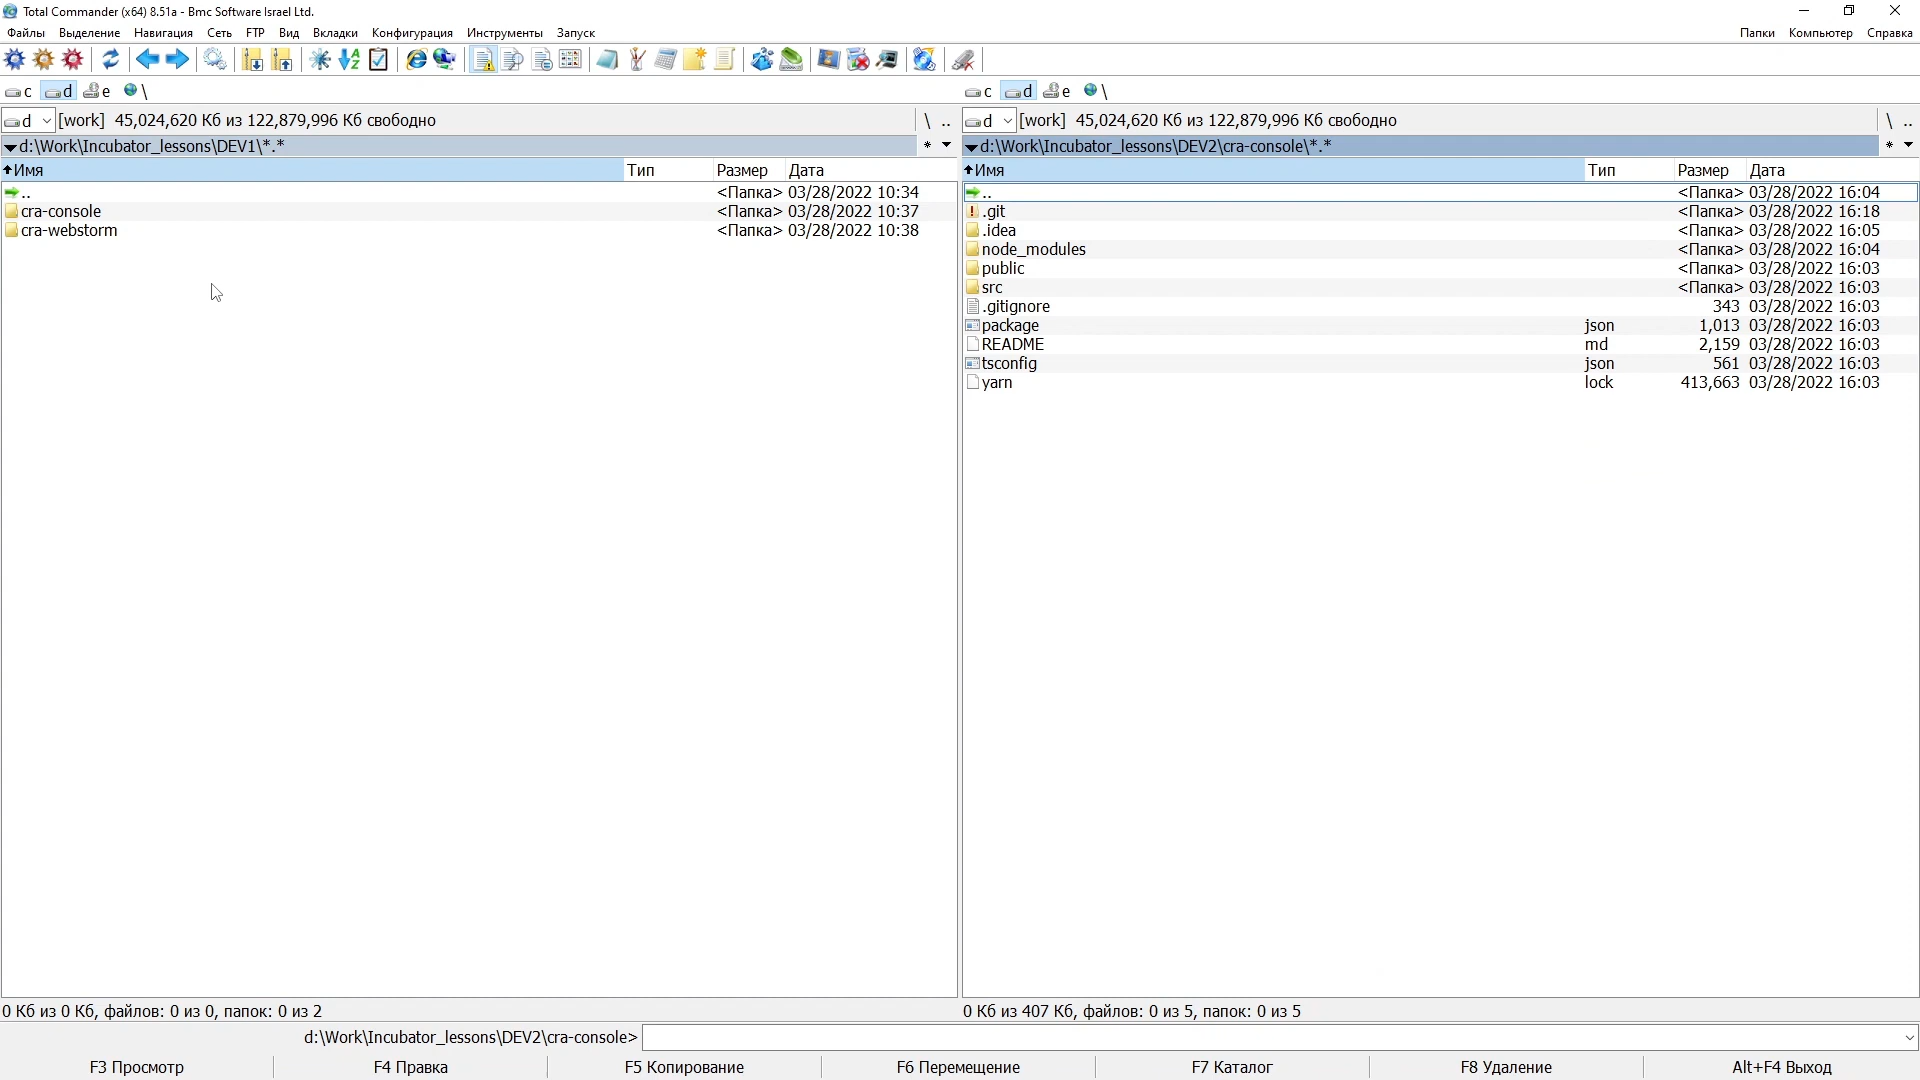 Total Commander (x64) 8.51a - Bmc Software Israel Ltd.
Файлы Выделение Навигация Сеть FTP Вид Вкладки Конфигурация Инструменты Запуск Папки Компьютер Справка
c d e \ c d e \
d [work] 45,024,620 Кб из 122,879,996 Кб свободно \ .. d [work] 45,024,620 Кб из 122,879,996 Кб свободно \ ..
d:\Work\Incubator_lessons\DEV1\*.* * d:\Work\Incubator_lessons\DEV2\cra-console\*.* *
Имя Тип Размер Дата
.. <Папка> 03/28/2022 10:34
cra-console <Папка> 03/28/2022 10:37
cra-webstorm <Папка> 03/28/2022 10:38
0 Кб из 0 Кб, файлов: 0 из 0, папок: 0 из 2
Имя Тип Размер Дата
.. <Папка> 03/28/2022 16:04
.git <Папка> 03/28/2022 16:18
.idea <Папка> 03/28/2022 16:05
node_modules <Папка> 03/28/2022 16:04
public <Папка> 03/28/2022 16:03
src <Папка> 03/28/2022 16:03
.gitignore 343 03/28/2022 16:03
package json 1,013 03/28/2022 16:03
README md 2,159 03/28/2022 16:03
tsconfig json 561 03/28/2022 16:03
yarn lock 413,663 03/28/2022 16:03
0 Кб из 407 Кб, файлов: 0 из 5, папок: 0 из 5
d:\Work\Incubator_lessons\DEV2\cra-console>
F3 Просмотр F4 Правка F5 Копирование F6 Перемещение F7 Каталог F8 Удаление Alt+F4 Выход